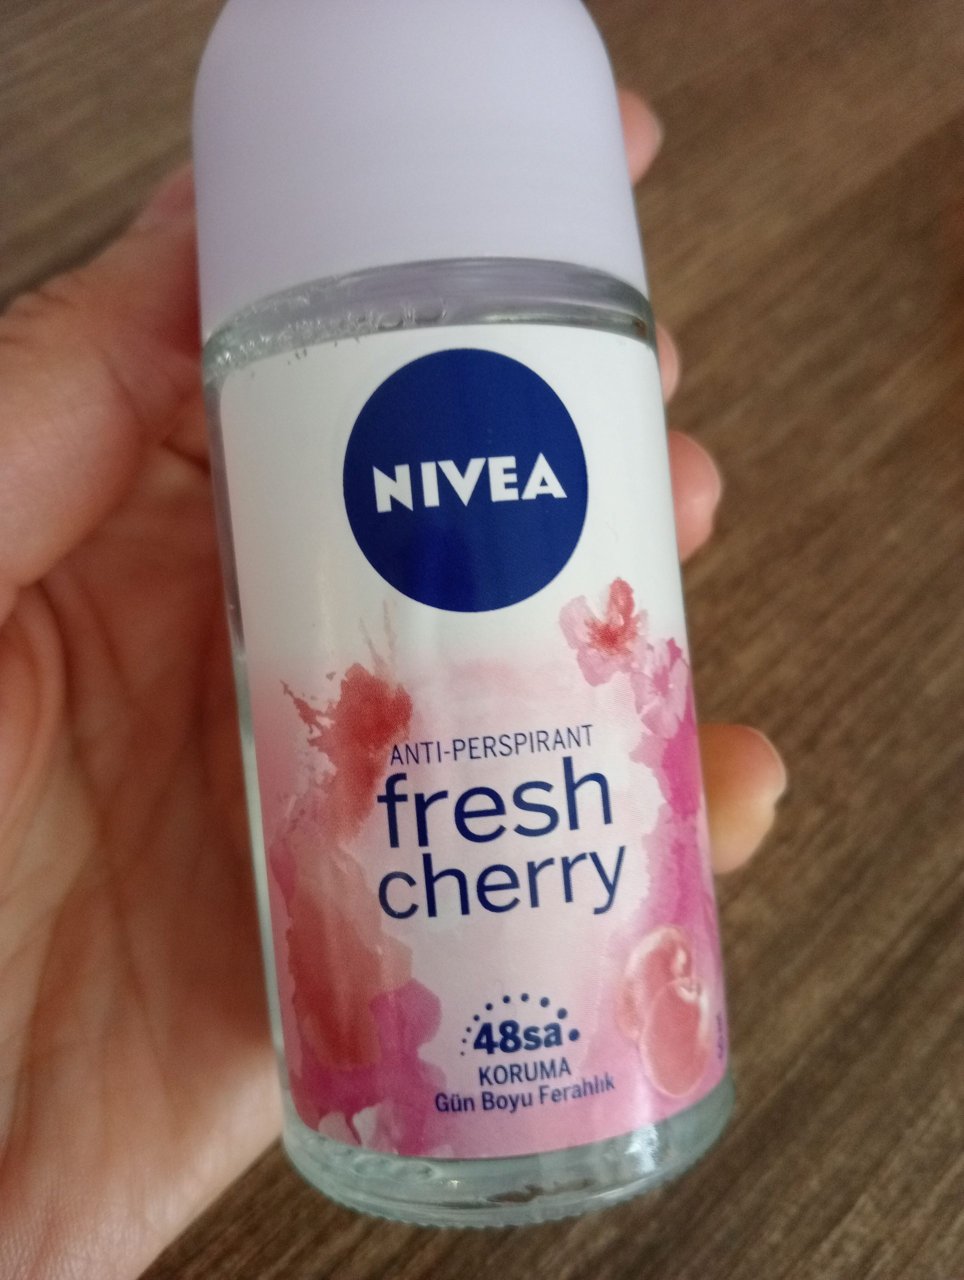 NIVEA
ANTI-PERSPIRANT
fresh
cherry
48sa
KORUMA
Gün Boyu Ferahlık